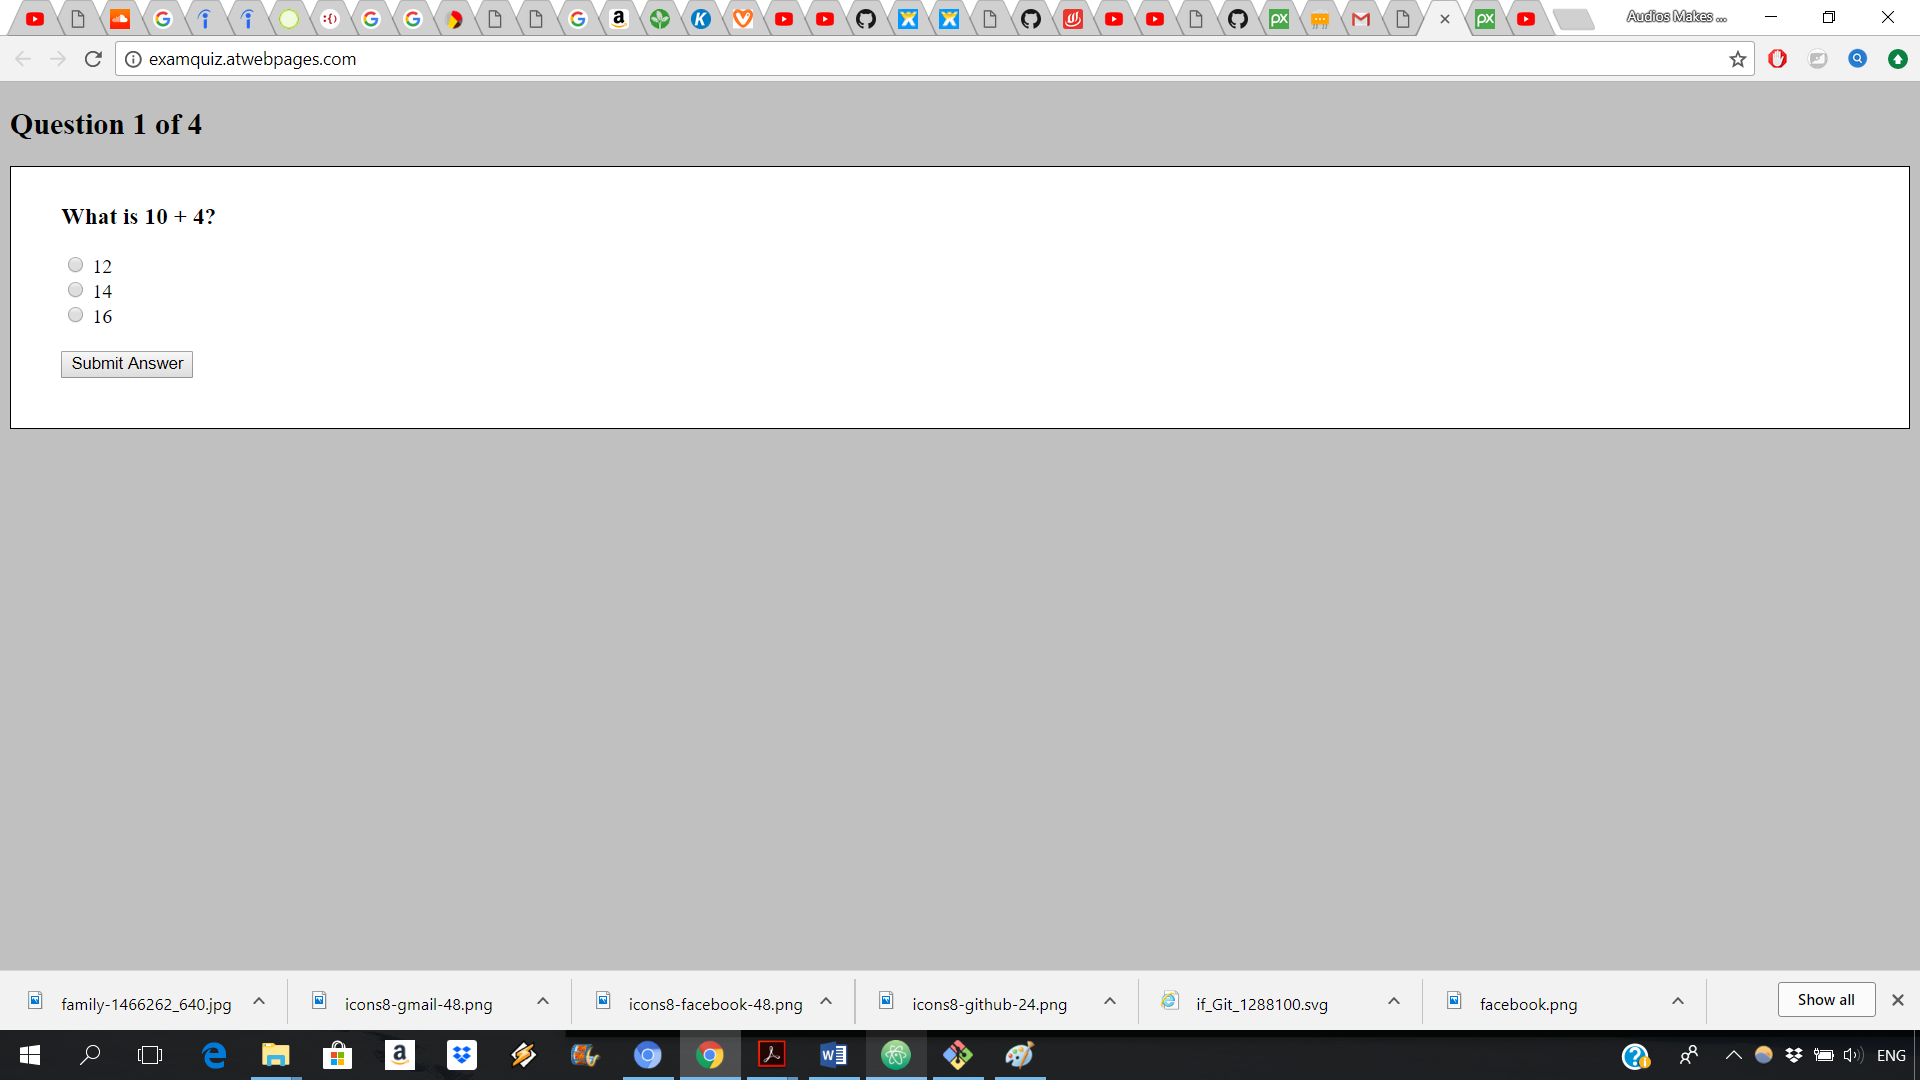 Audios Makes ...
examquiz.atwebpages.com
Question 1 of 4
What is 10 + 4?
12
14
16
Submit Answer
family-1466262_640.jpg
icons8-gmail-48.png
icons8-facebook-48.png
icons8-github-24.png
if_Git_1288100.svg
facebook.png
Show all
ENG